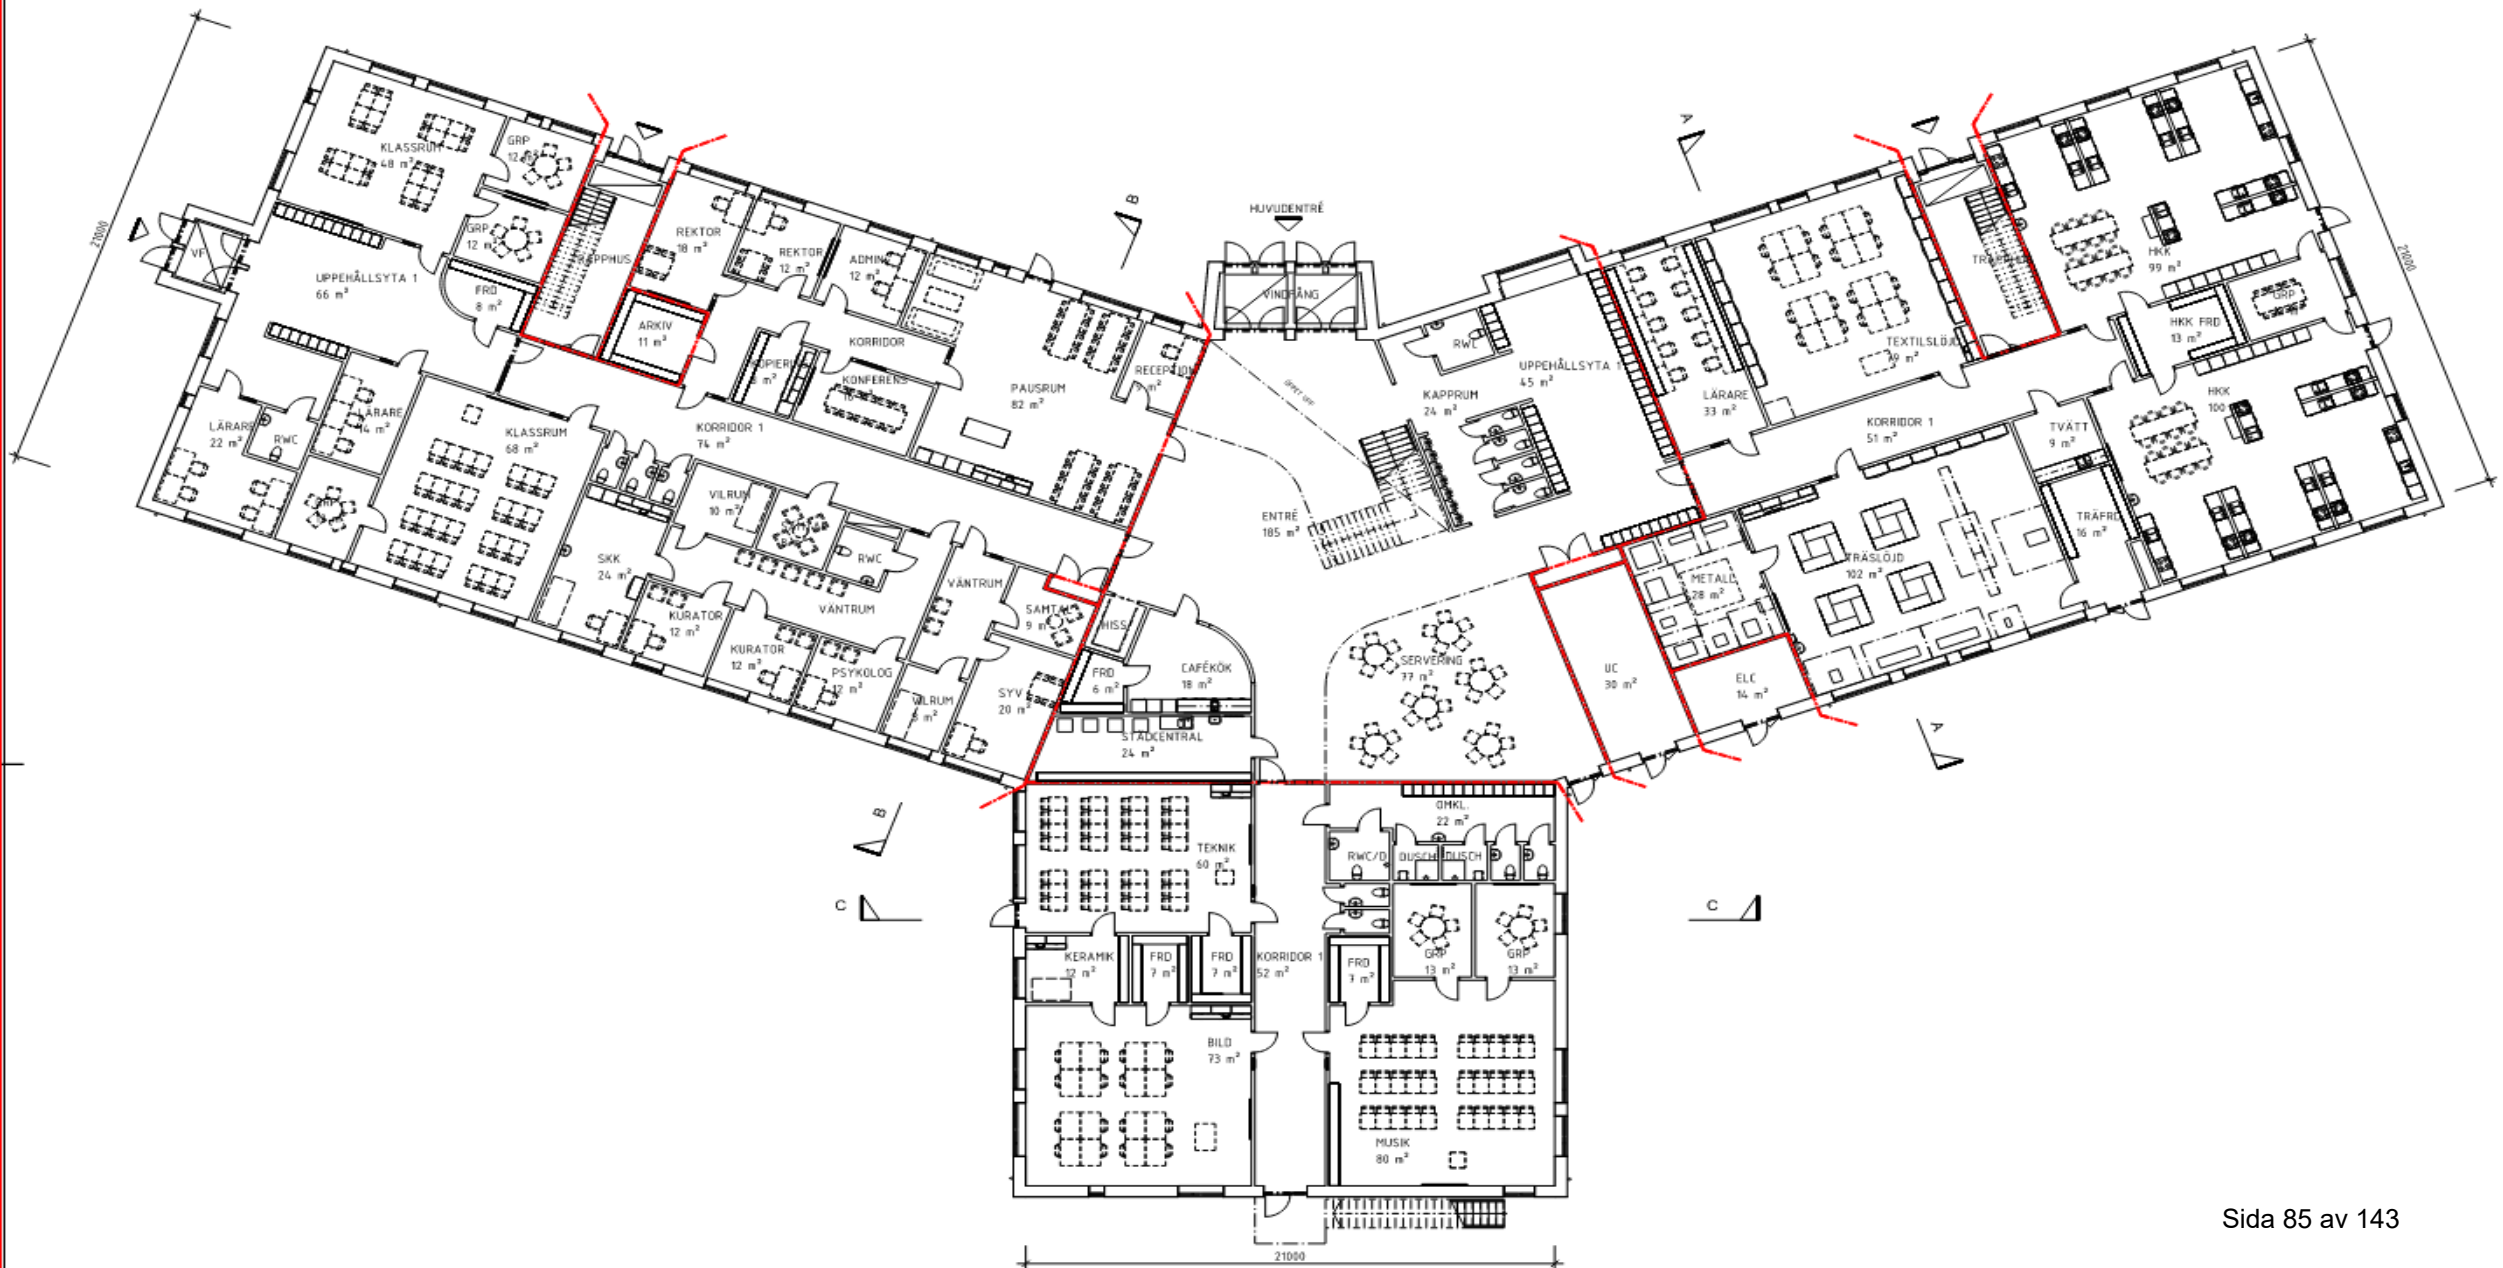 21000
KLASSRUM
48 m²
GRP
12 m²
GRP
12 m²
VF
UPPEHÅLLSYTA 1
66 m²
FRD
8 m²
TRAPPHUS
REKTOR
18 m²
REKTOR
12 m²
ADMIN
12 m²
ARKIV
11 m²
KORRIDOR
KONFERENS
PAUSRUM
82 m²
RECEPTION
9 m²
LÄRARE
22 m²
RWC
LÄRARE
14 m²
KLASSRUM
68 m²
KORRIDOR 1
74 m²
VILRUM
10 m²
RWC
SKK
24 m²
KURATOR
12 m²
KURATOR
12 m²
VÄNTRUM
VÄNTRUM
PSYKOLOG
12 m²
VILRUM
SAMTAL
9 m²
SYV
20 m²
B
B
HUVUDENTRÉ
VINDFÅNG
ÖPPET UPP
ENTRÉ
185 m²
RWC
KAPPRUM
24 m²
UPPEHÅLLSYTA 1
45 m²
HISS
FRD
6 m²
CAFÉKÖK
18 m²
STÄDCENTRAL
24 m²
SERVERING
77 m²
UC
30 m²
ELC
14 m²
A
A
LÄRARE
33 m²
TEXTILSLÖJD
KORRIDOR 1
51 m²
HKK
99 m²
HKK FRD
13 m²
GRP
HKK
100
TVÄTT
9 m²
TRÄFRD
16 m²
TRÄSLÖJD
102 m²
METALL
28 m²
21000
C
C
TEKNIK
60 m²
KERAMIK
12 m²
FRD
7 m²
FRD
7 m²
KORRIDOR 1
52 m²
OMKL.
22 m²
RWC/D
DUSCH
DUSCH
FRD
7 m²
GRP
13 m²
GRP
13 m²
BILD
73 m²
MUSIK
80 m²
21000
Sida 85 av 143